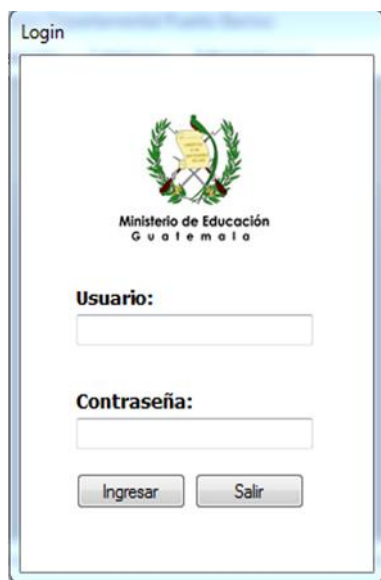 Login
Ministerio de Educación
Guatemala
Usuario:
Contraseña:
Ingresar
Salir